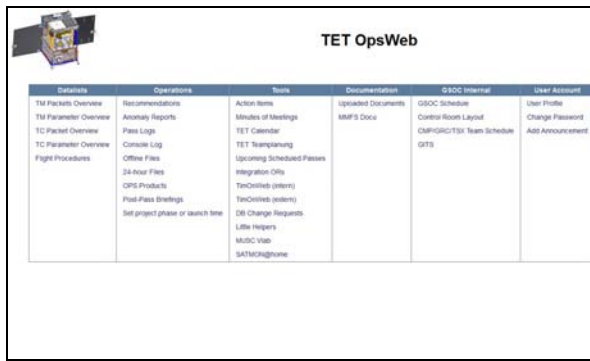 TET OpsWeb
Datalists Operations Tools Documentation GSOC Internal User Account
TM Packets Overview Recommendations Action Items Uploaded Documents GSOC Schedule User Profile
TM Parameter Overview Anomaly Reports Minutes of Meetings MMFS Docu Control Room Layout Change Password
TC Packet Overview Pass Logs TET Calendar CMP/GRC/TSX Team Schedule Add Announcement
TC Parameter Overview Console Log TET Teamplanung GITS
Flight Procedures Offline Files Upcoming Scheduled Passes
24-hour Files Integration ORs
OPS Products TimOnWeb (intern)
Post-Pass Briefings TimOnWeb (extern)
Set project phase or launch time DB Change Requests
Little Helpers
MUSC Vlab
SATMON@home